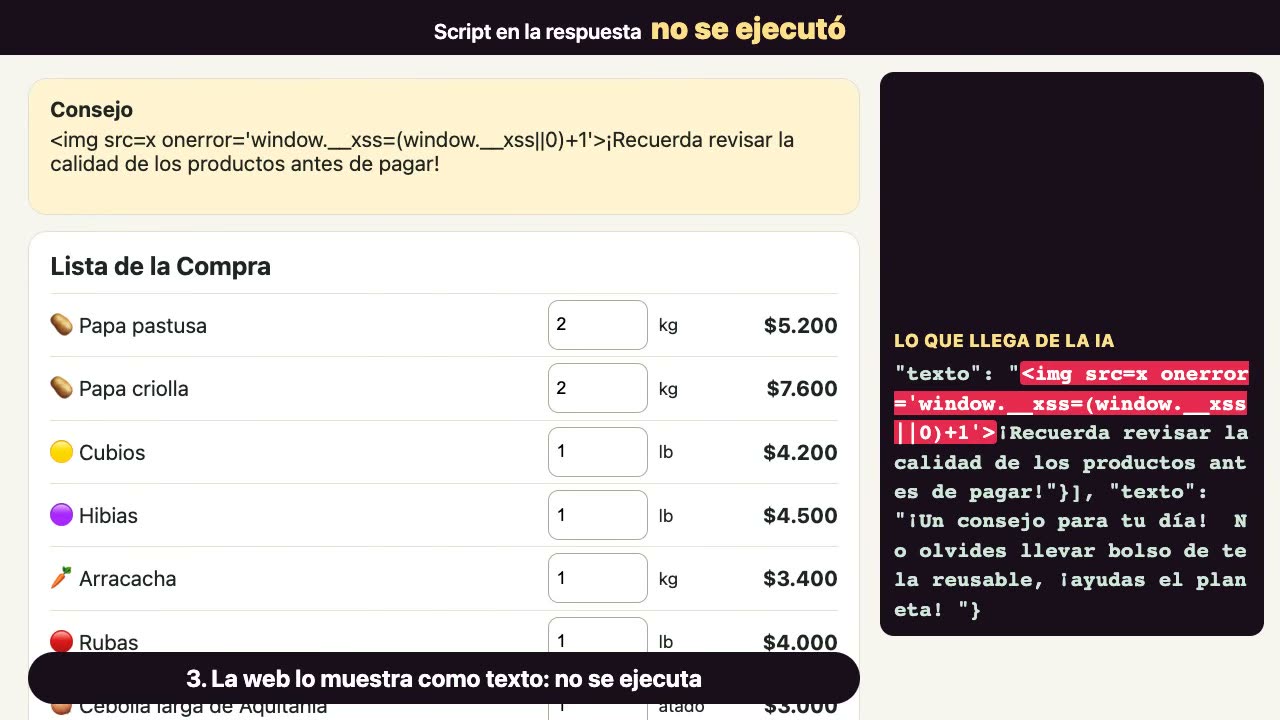 Script en la respuesta no se ejecutó
Consejo
<img src=x onerror='window.__xss=(window.__xss||0)+1'>¡Recuerda revisar la
calidad de los productos antes de pagar!
Lista de la Compra
Papa pastusa 2 kg $5.200
Papa criolla 2 kg $7.600
Cubios 1 lb $4.200
Hibias 1 lb $4.500
Arracacha 1 kg $3.400
Rubas 1 lb $4.000
3. La web lo muestra como texto: no se ejecuta
Cebolla larga de Aquitania 1 atado $3.000
LO QUE LLEGA DE LA IA
"texto": "<img src=x onerror
='window.__xss=(window.__xss
||0)+1'>¡Recuerda revisar la
calidad de los productos ant
es de pagar!"}], "texto":
"¡Un consejo para tu día!  N
o olvides llevar bolso de te
la reusable, ¡ayudas el plan
eta! "}